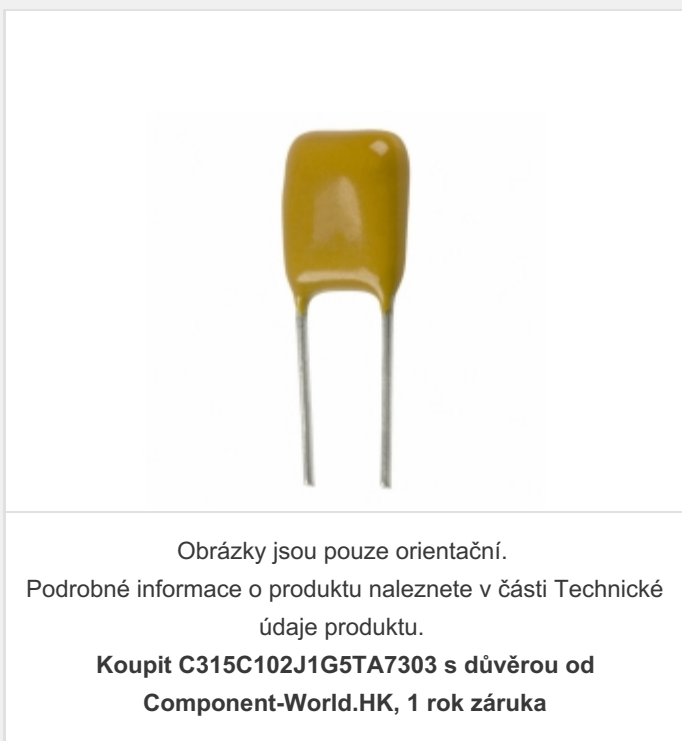 Obrázky jsou pouze orientační.
Podrobné informace o produktu naleznete v části Technické
údaje produktu.
Koupit C315C102J1G5TA7303 s důvěrou od
Component-World.HK, 1 rok záruka